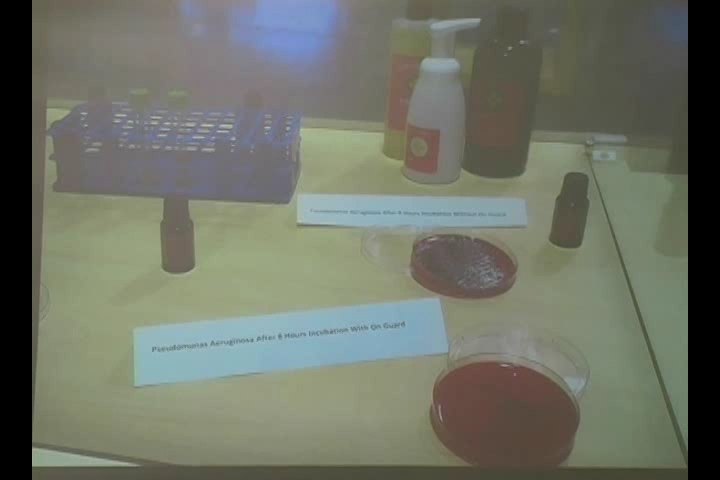 Pseudomonas Aeruginosa After 8 Hours Incubation Without On Guard
Pseudomonas Aeruginosa After 8 Hours Incubation With On Guard